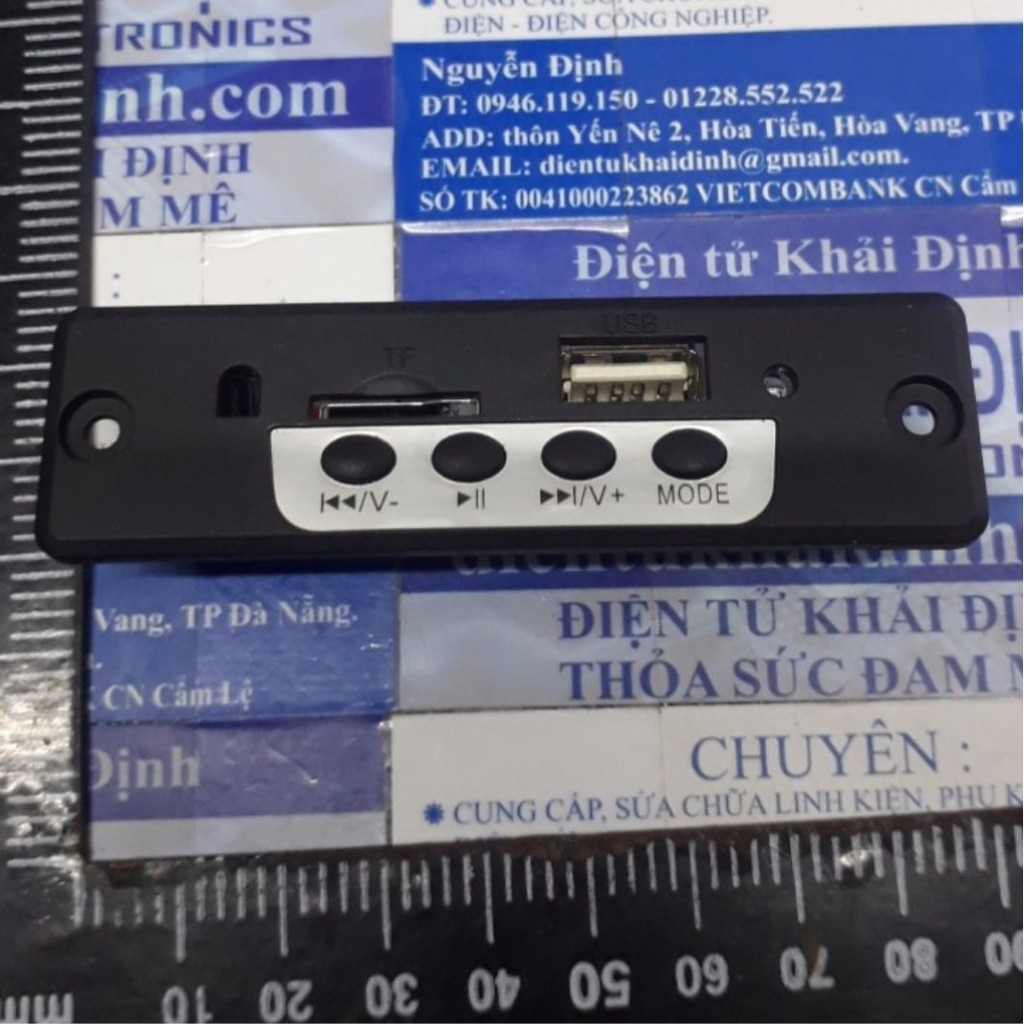 TRONICS
nh.com
I ĐỊNH
M MÊ
ĐIỆN - ĐIỆN CÔNG NGHIỆP.
Nguyễn Định
ĐT: 0946.119.150 - 01228.552.522
ADD: thôn Yến Nê 2, Hòa Tiến, Hòa Vang, TP
EMAIL: dientukhaidinh@gmail.com.
SỐ TK: 0041000223862 VIETCOMBANK CN Cẩm
Điện tử Khải Định
TF
USB
8888
/V-
/V+
MODE
Vang, TP Đà Nẵng.
CN Cẩm Lệ
Định
ĐIỆN TỬ KHẢI ĐỊ
THỎA SỨC ĐAM M
CHUYÊN :
CUNG CẤP, SỬA CHỮA LINH KIỆN, PHỤ K
mm 10 20 30 40 50 60 70 80